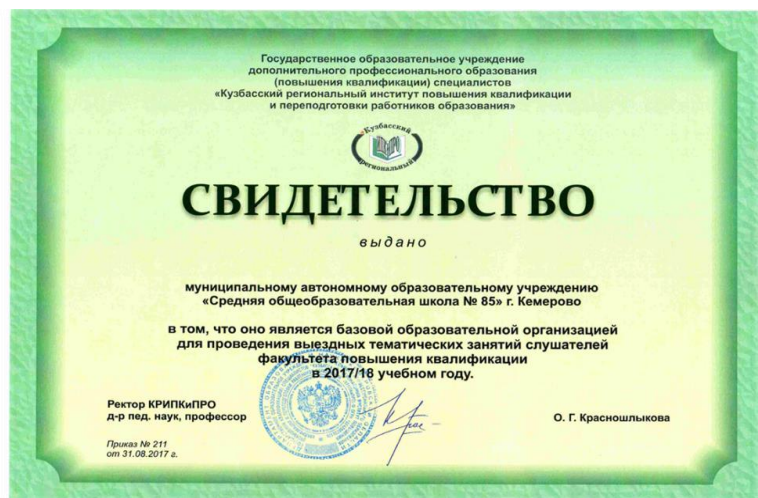 Государственное образовательное учреждение
дополнительного профессионального образования
(повышения квалификации) специалистов
«Кузбасский региональный институт повышения квалификации
и переподготовки работников образования»
Кузбасский
региональный
СВИДЕТЕЛЬСТВО
выдано
муниципальному автономному образовательному учреждению
«Средняя общеобразовательная школа № 85» г. Кемерово
в том, что оно является базовой образовательной организацией
для проведения выездных тематических занятий слушателей
факультета повышения квалификации
в 2017/18 учебном году.
Ректор КРИПКиПРО
д-р пед. наук, профессор
О. Г. Красношлыкова
Приказ № 211
от 31.08.2017 г.